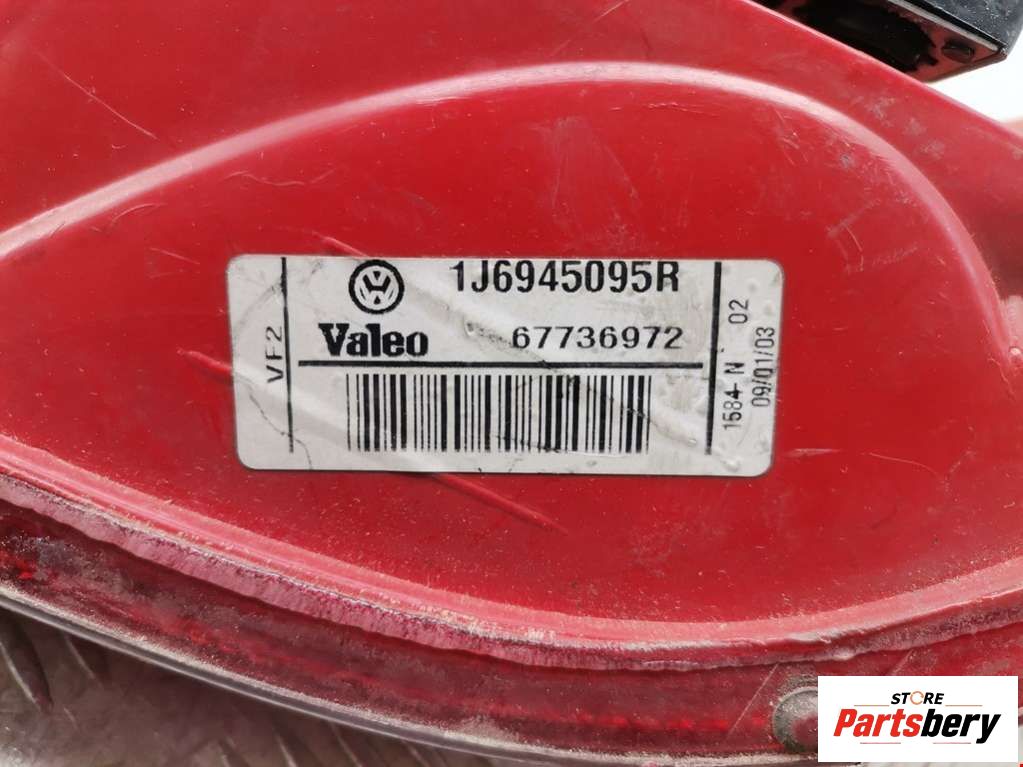 VF2
1J6945095R
Valeo 67736972
1584-N 02
09/01/03
STORE
Partsbery